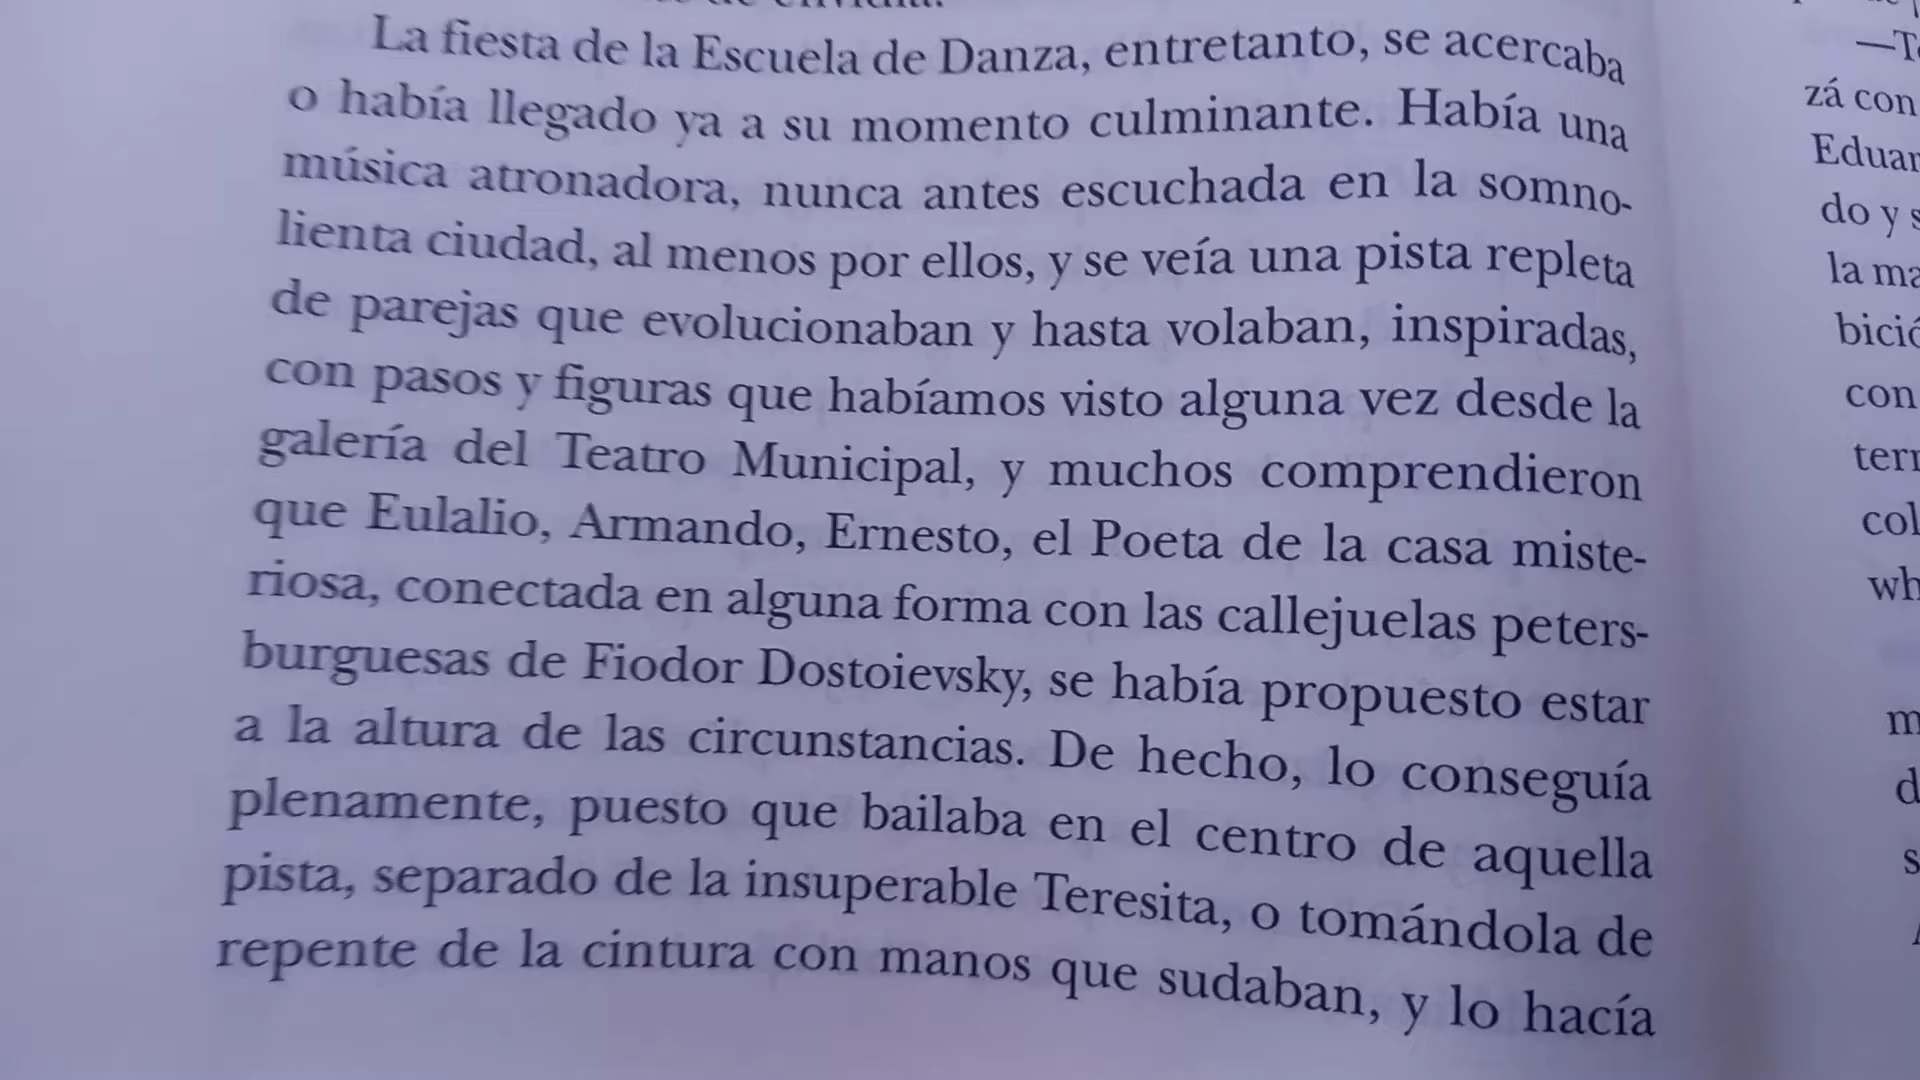 La fiesta de la Escuela de Danza, entretanto, se acercaba
o había llegado ya a su momento culminante. Había una
música atronadora, nunca antes escuchada en la somno-
lienta ciudad, al menos por ellos, y se veía una pista repleta
de parejas que evolucionaban y hasta volaban, inspiradas,
con pasos y figuras que habíamos visto alguna vez desde la
galería del Teatro Municipal, y muchos comprendieron
que Eulalio, Armando, Ernesto, el Poeta de la casa miste-
riosa, conectada en alguna forma con las callejuelas peters-
burguesas de Fiodor Dostoievsky, se había propuesto estar
a la altura de las circunstancias. De hecho, lo conseguía
plenamente, puesto que bailaba en el centro de aquella
pista, separado de la insuperable Teresita, o tomándola de
repente de la cintura con manos que sudaban, y lo hacía
zá con
do y
con